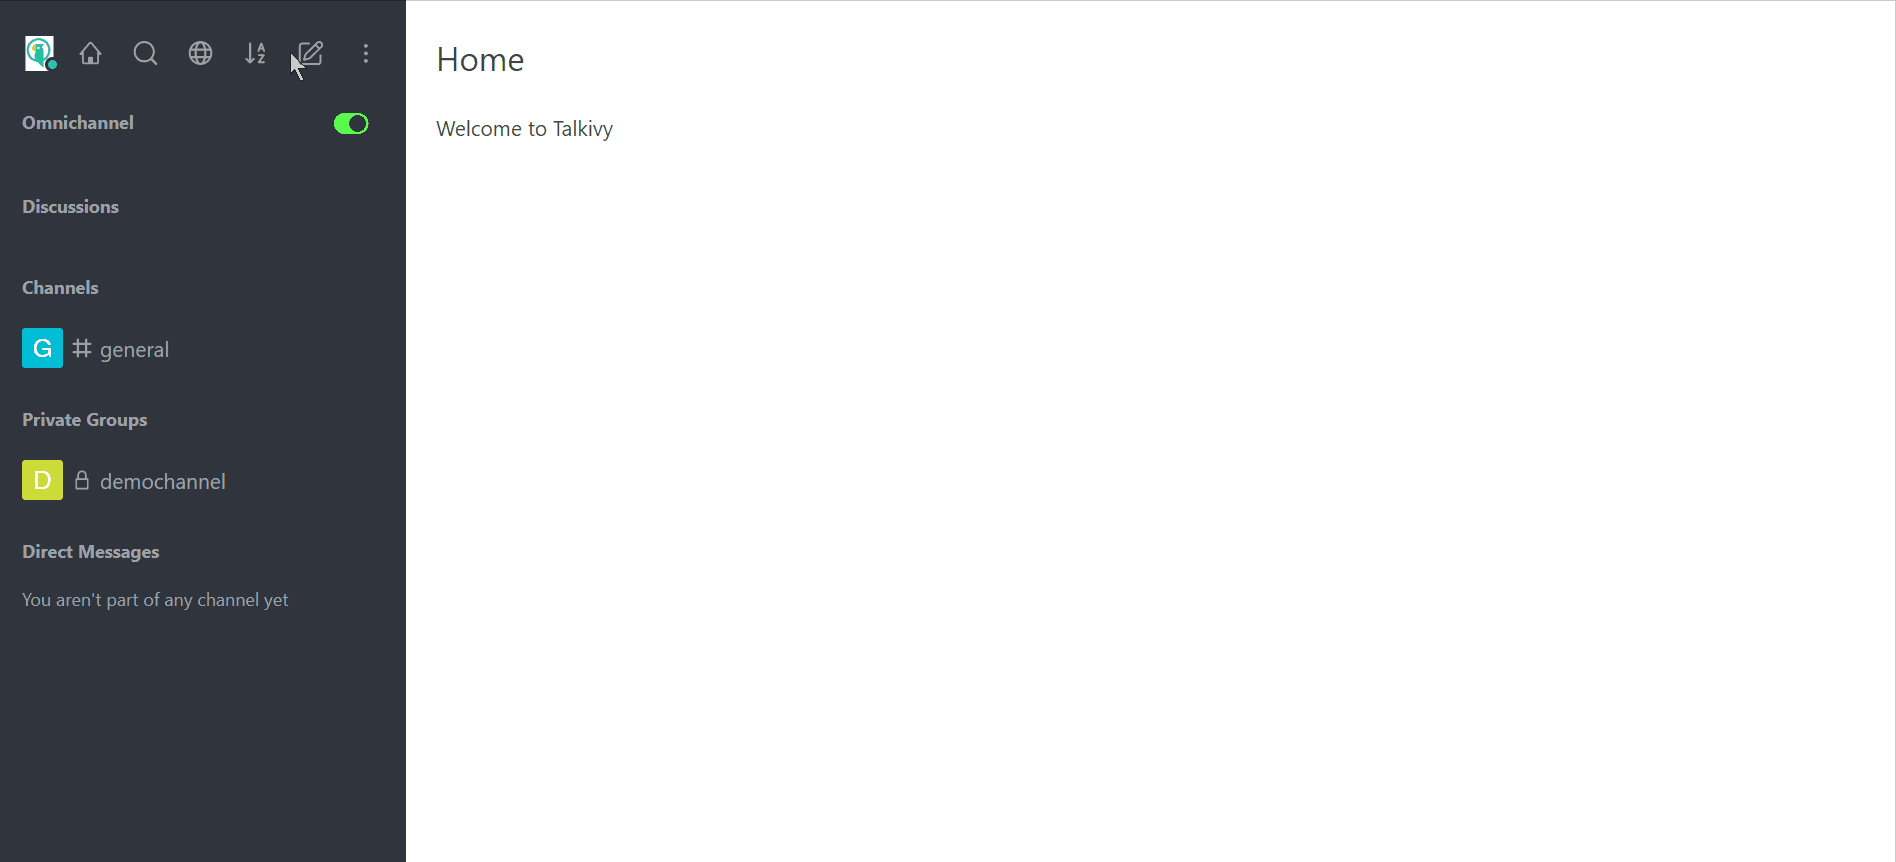 Home
Welcome to Talkivy
Omnichannel
Discussions
Channels
G # general
Private Groups
D demochannel
Direct Messages
You aren't part of any channel yet